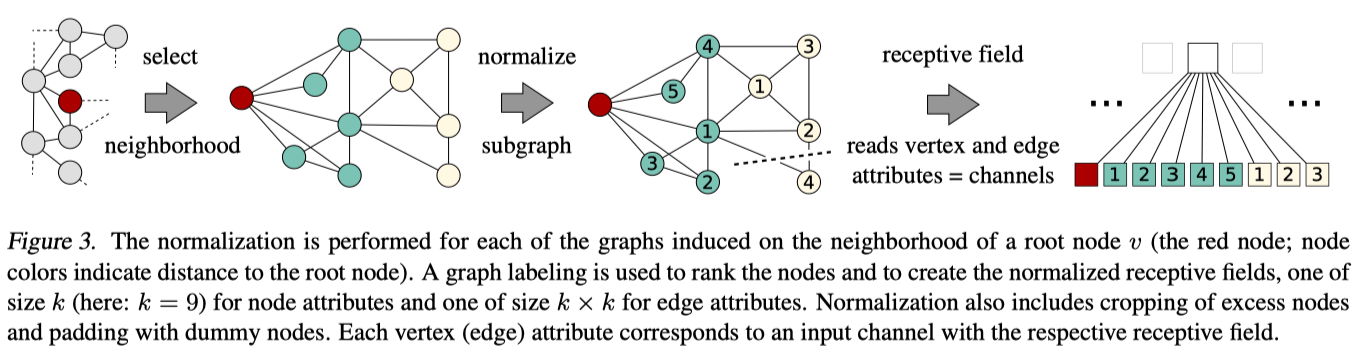 select
neighborhood
normalize
subgraph
4
3
5
1
1
2
3
2
4
receptive field
reads vertex and edge
attributes = channels
... ...
1 2 3 4 5 1 2 3
Figure 3. The normalization is performed for each of the graphs induced on the neighborhood of a root node v (the red node; node
colors indicate distance to the root node). A graph labeling is used to rank the nodes and to create the normalized receptive fields, one of
size k (here: k = 9) for node attributes and one of size k × k for edge attributes. Normalization also includes cropping of excess nodes
and padding with dummy nodes. Each vertex (edge) attribute corresponds to an input channel with the respective receptive field.